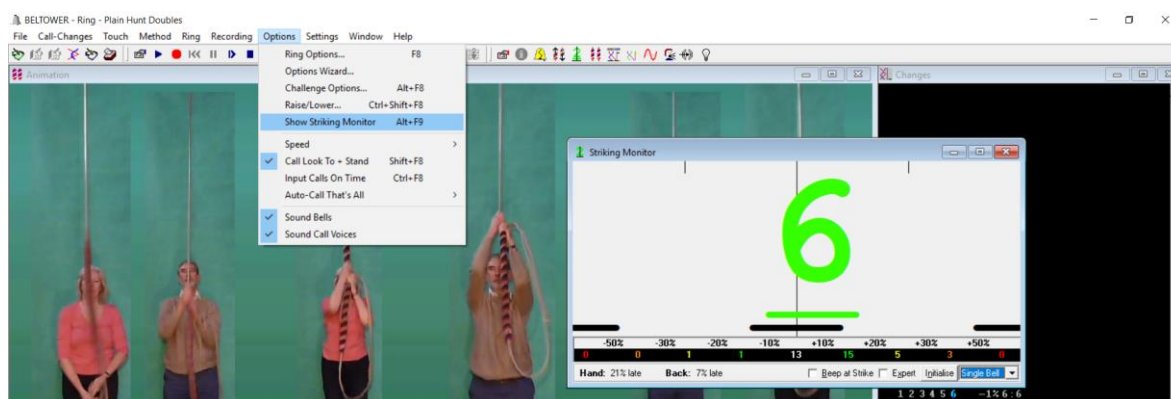 BELTOWER - Ring - Plain Hunt Doubles
File Call-Changes Touch Method Ring Recording Options Settings Window Help
Animation
Changes
Ring Options... F8
Options Wizard...
Challenge Options... Alt+F8
Raise/Lower... Ctrl+Shift+F8
Show Striking Monitor Alt+F9
Speed
Call Look To + Stand Shift+F8
Input Calls On Time Ctrl+F8
Auto-Call That's All
Sound Bells
Sound Call Voices
Striking Monitor
6
-50% -30% -20% -10% +10% +20% +30% +50%
0 0 1 1 13 15 5 3 0
Hand: 21% late Back: 7% late Beep at Strike Expert Initialise Single Bell
1 2 3 4 5 6 -1% 6:6